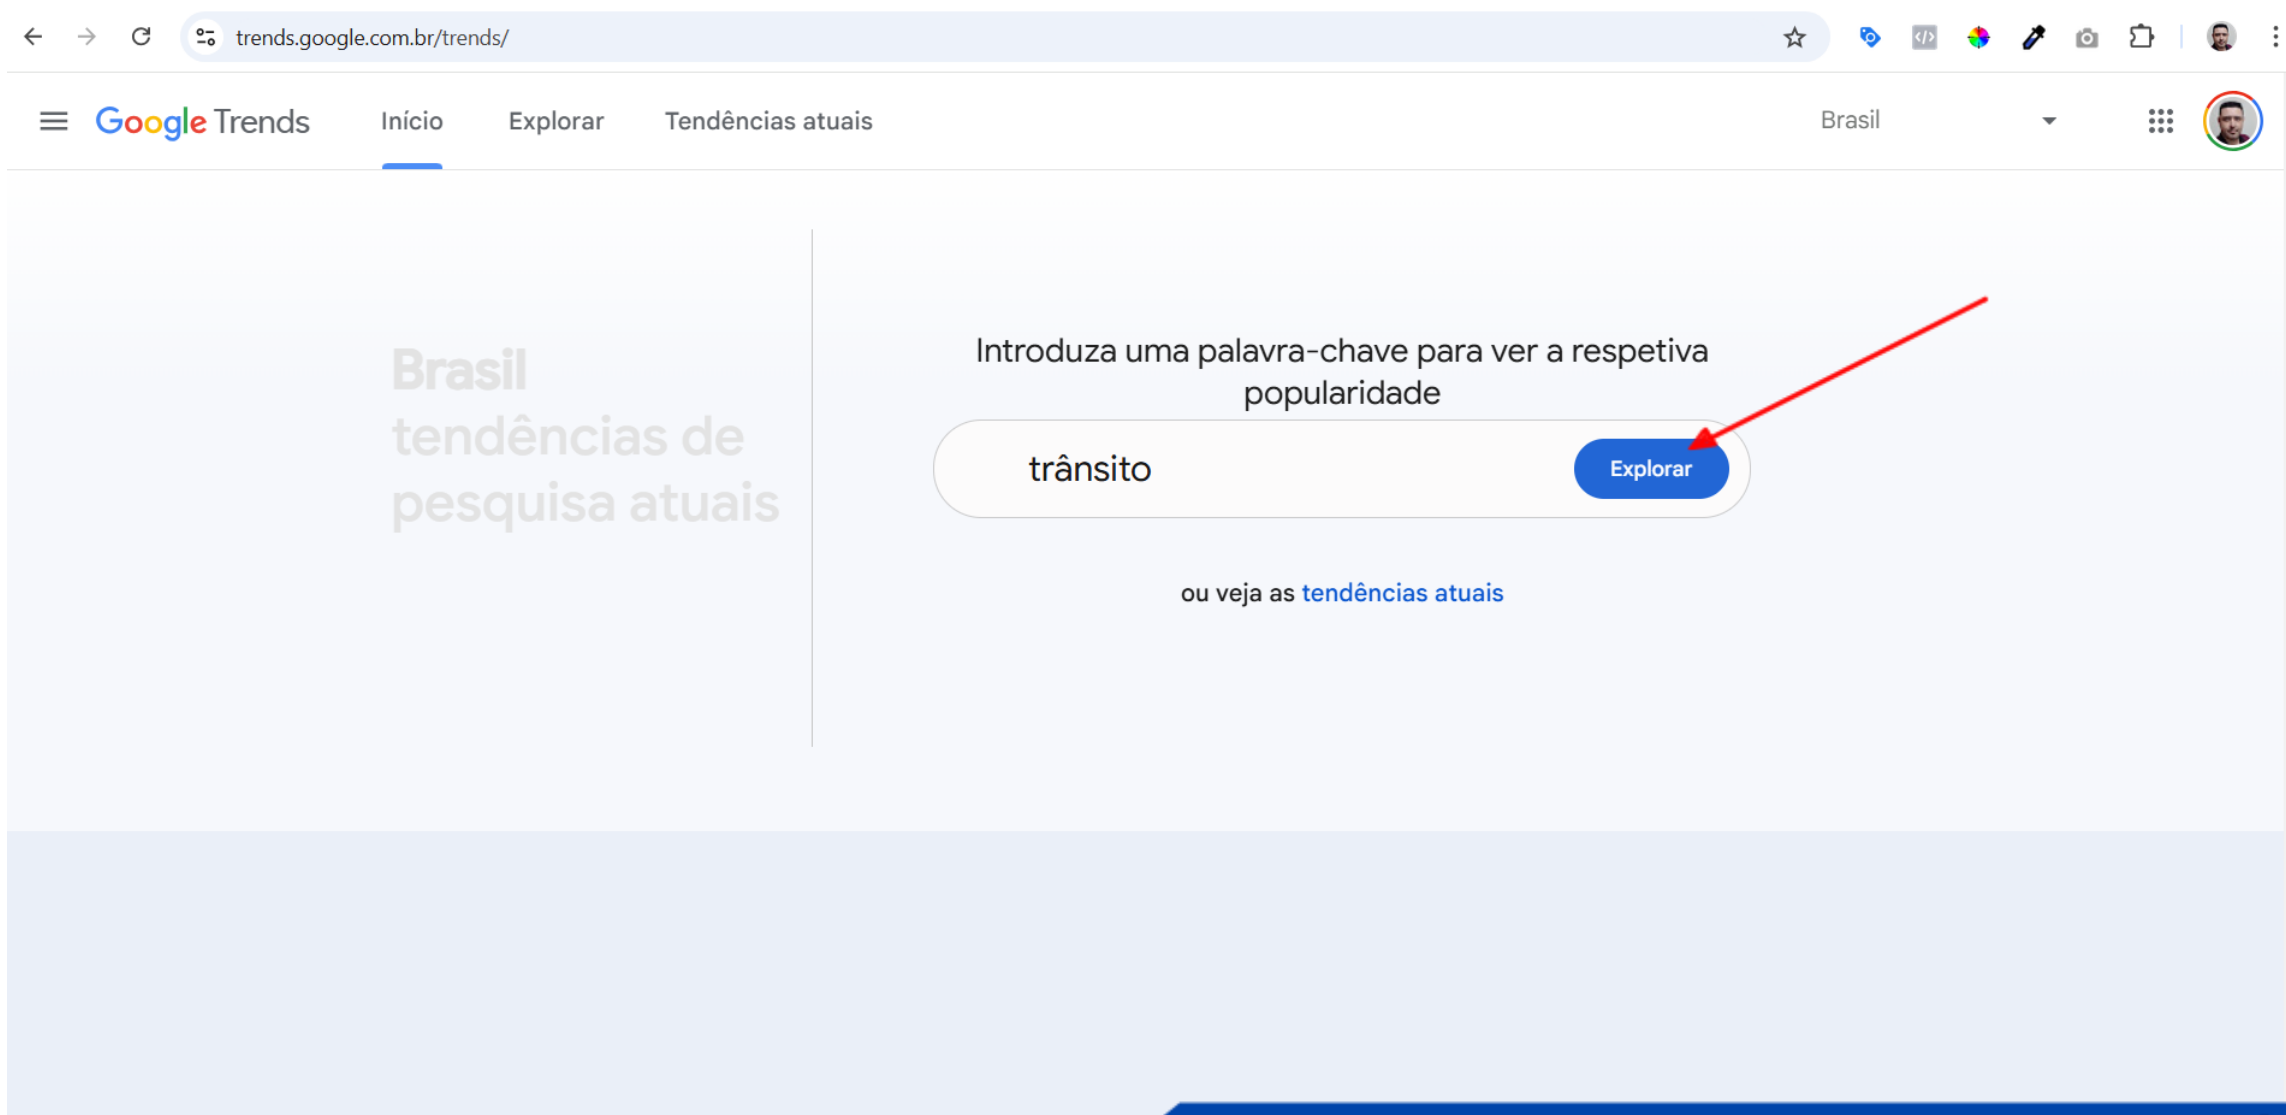 trends.google.com.br/trends/
Google Trends
Início
Explorar
Tendências atuais
Brasil
Brasil
tendências de
pesquisa atuais
Introduza uma palavra-chave para ver a respetiva
popularidade
trânsito
Explorar
ou veja as tendências atuais